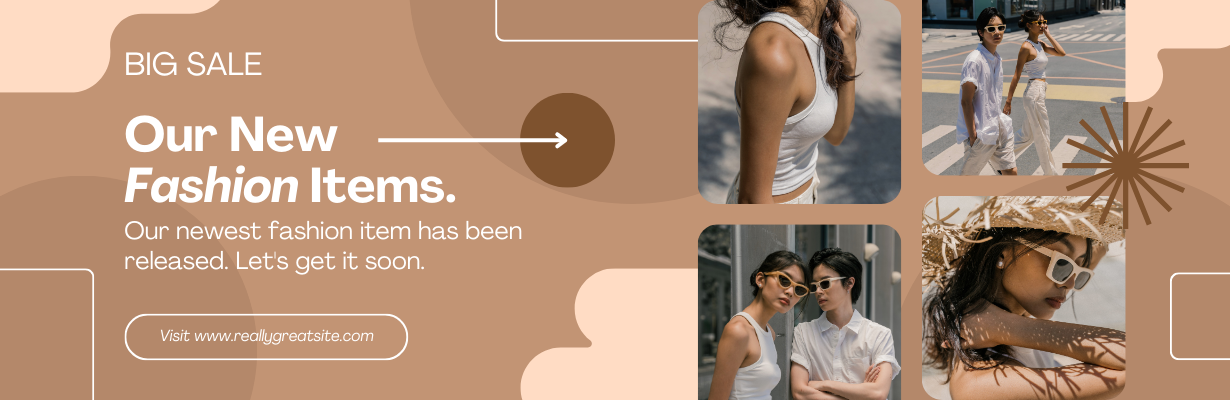 BIG SALE
Our New
Fashion Items.
Our newest fashion item has been
released. Let's get it soon.
Visit www.reallygreatsite.com